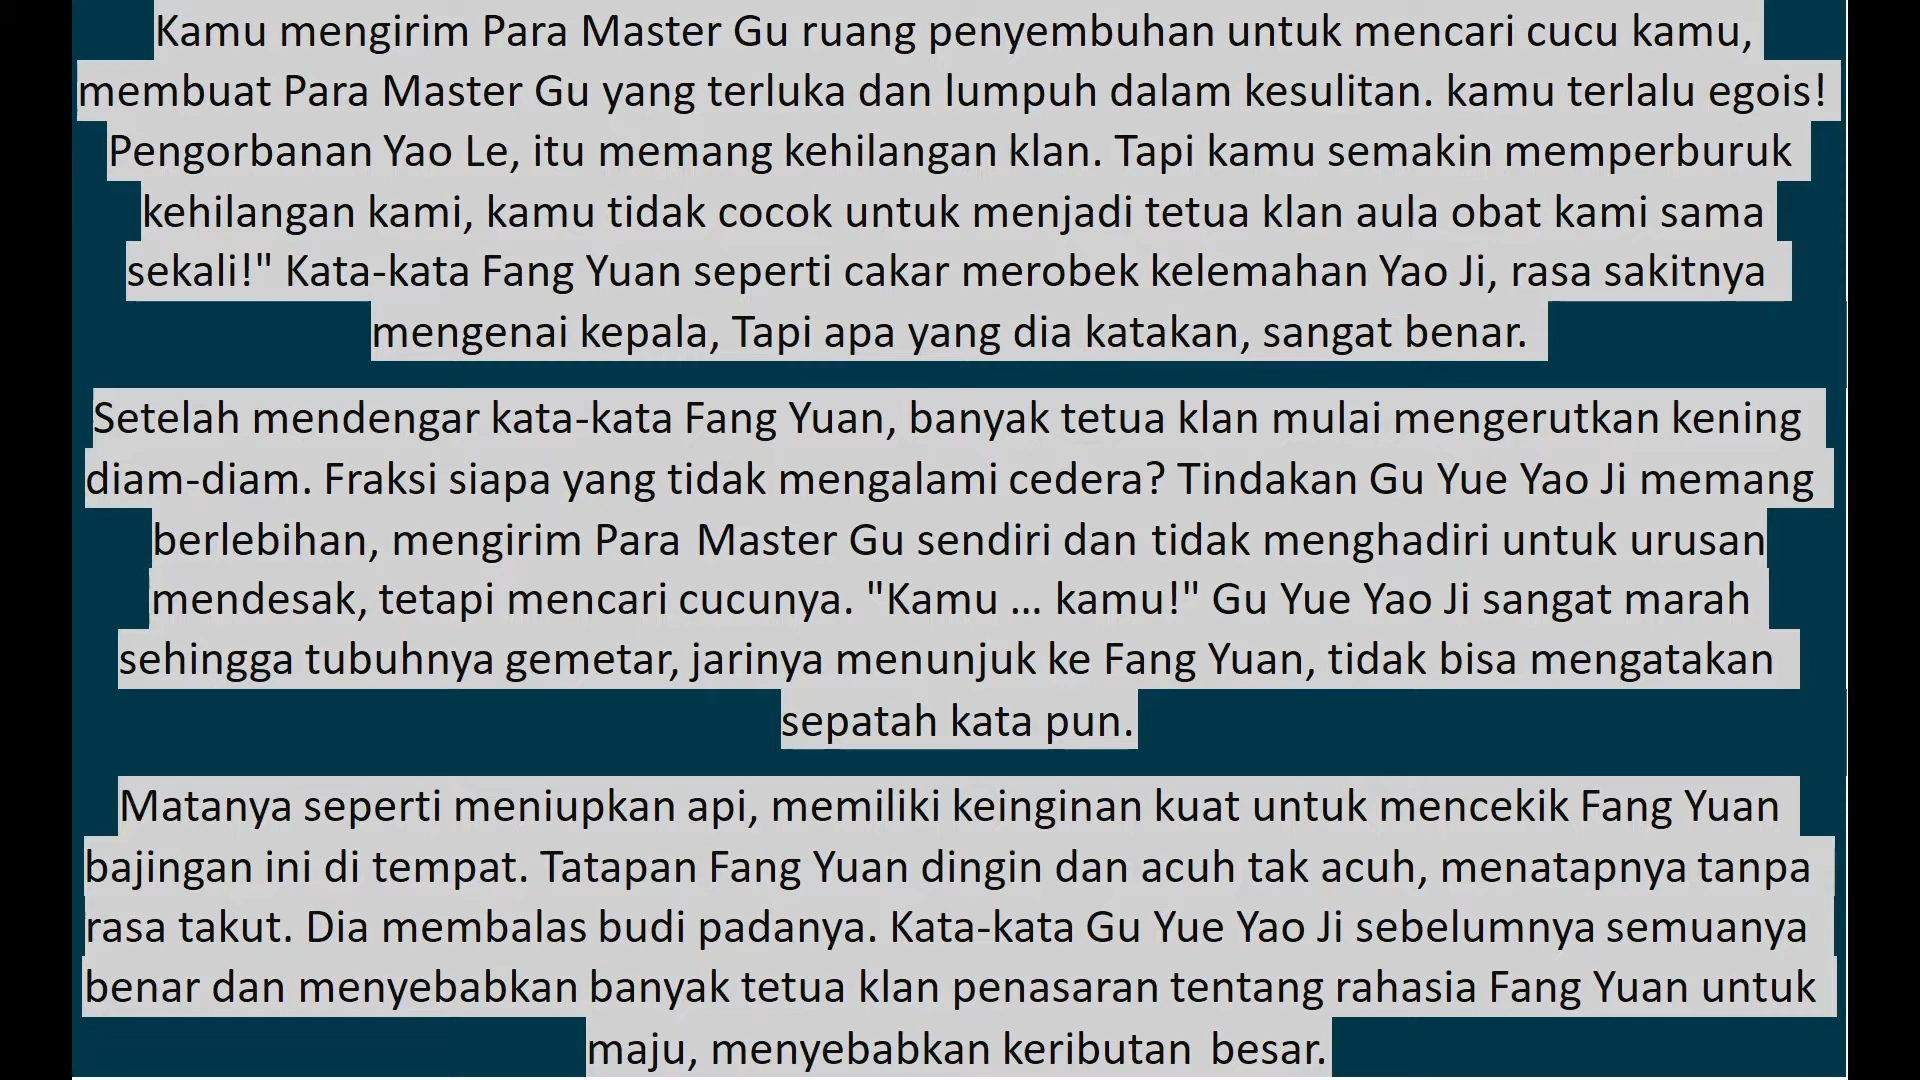 Kamu mengirim Para Master Gu ruang penyembuhan untuk mencari cucu kamu,
membuat Para Master Gu yang terluka dan lumpuh dalam kesulitan. kamu terlalu egois!
Pengorbanan Yao Le, itu memang kehilangan klan. Tapi kamu semakin memperburuk
kehilangan kami, kamu tidak cocok untuk menjadi tetua klan aula obat kami sama
sekali!" Kata-kata Fang Yuan seperti cakar merobek kelemahan Yao Ji, rasa sakitnya
mengenai kepala, Tapi apa yang dia katakan, sangat benar.
Setelah mendengar kata-kata Fang Yuan, banyak tetua klan mulai mengerutkan kening
diam-diam. Fraksi siapa yang tidak mengalami cedera? Tindakan Gu Yue Yao Ji memang
berlebihan, mengirim Para Master Gu sendiri dan tidak menghadiri untuk urusan
mendesak, tetapi mencari cucunya. "Kamu ... kamu!" Gu Yue Yao Ji sangat marah
sehingga tubuhnya gemetar, jarinya menunjuk ke Fang Yuan, tidak bisa mengatakan
sepatah kata pun.
Matanya seperti meniupkan api, memiliki keinginan kuat untuk mencekik Fang Yuan
bajingan ini di tempat. Tatapan Fang Yuan dingin dan acuh tak acuh, menatapnya tanpa
rasa takut. Dia membalas budi padanya. Kata-kata Gu Yue Yao Ji sebelumnya semuanya
benar dan menyebabkan banyak tetua klan penasaran tentang rahasia Fang Yuan untuk
maju, menyebabkan keributan besar.